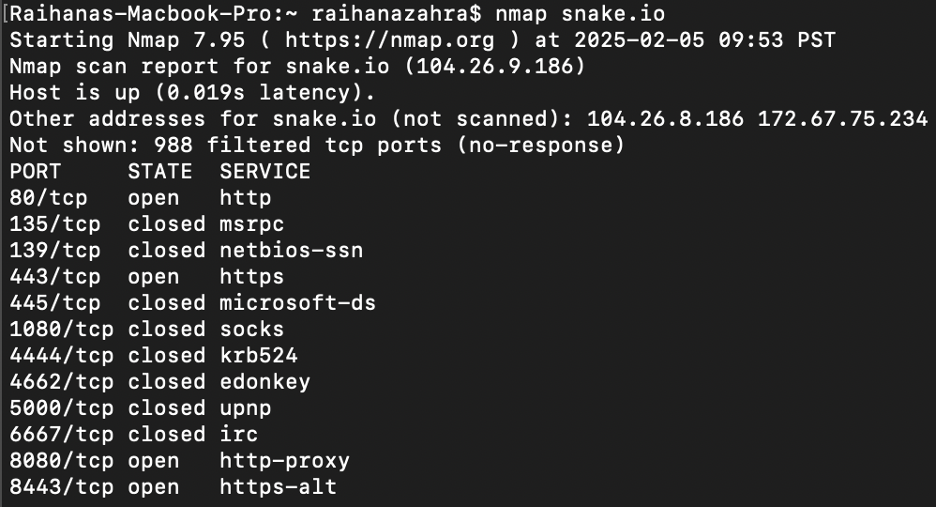 [Raihanas-Macbook-Pro:~ raihanazahra$ nmap snake.io
Starting Nmap 7.95 ( https://nmap.org ) at 2025-02-05 09:53 PST
Nmap scan report for snake.io (104.26.9.186)
Host is up (0.019s latency).
Other addresses for snake.io (not scanned): 104.26.8.186 172.67.75.234
Not shown: 988 filtered tcp ports (no-response)
PORT     STATE  SERVICE
80/tcp   open   http
135/tcp  closed msrpc
139/tcp  closed netbios-ssn
443/tcp  open   https
445/tcp  closed microsoft-ds
1080/tcp closed socks
4444/tcp closed krb524
4662/tcp closed edonkey
5000/tcp closed upnp
6667/tcp closed irc
8080/tcp open   http-proxy
8443/tcp open   https-alt